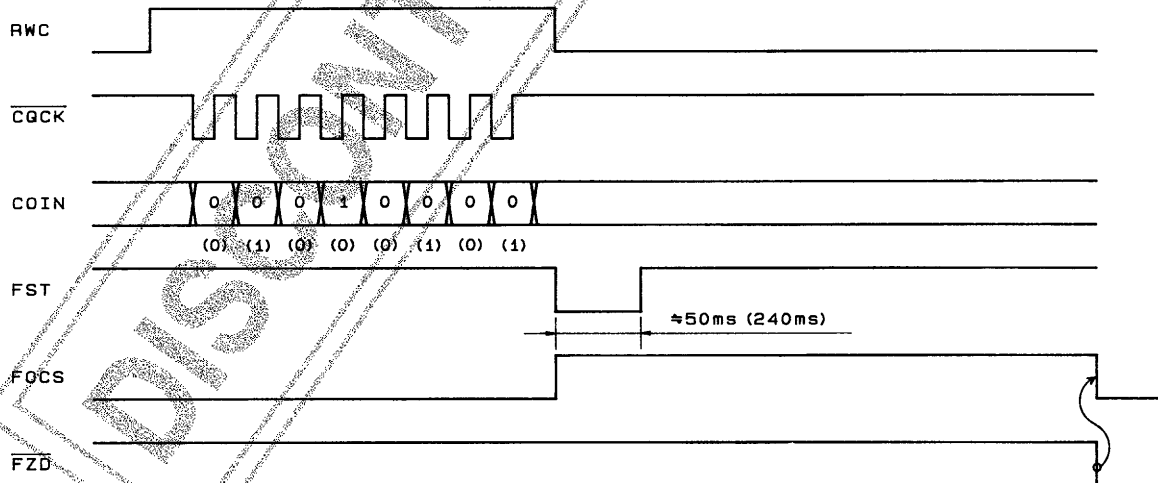 RWC
CQCK
COIN 0 0 0 1 0 0 0 0
(0) (1) (0) (0) (0) (1) (0) (1)
FST
≒50ms (240ms)
FOCS
FZD
DISCONT